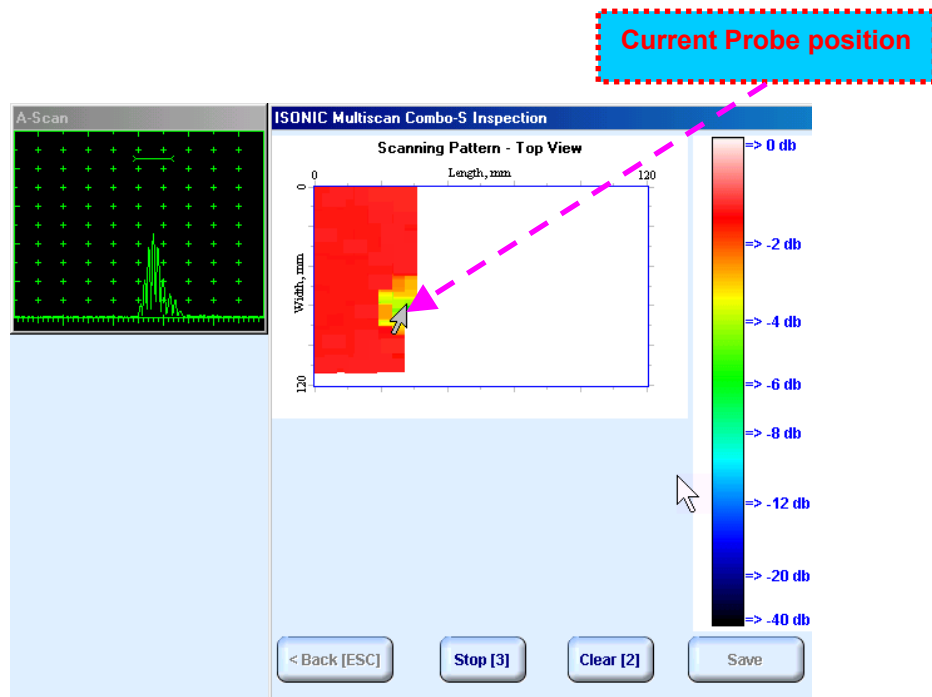 Current Probe position
A-Scan
ISONIC Multiscan Combo-S Inspection
Scanning Pattern - Top View
Length, mm
0
120
0
Width, mm
120
=> 0 db
=> -2 db
=> -4 db
=> -6 db
=> -8 db
=> -12 db
=> -20 db
=> -40 db
< Back [ESC]
Stop [3]
Clear [2]
Save